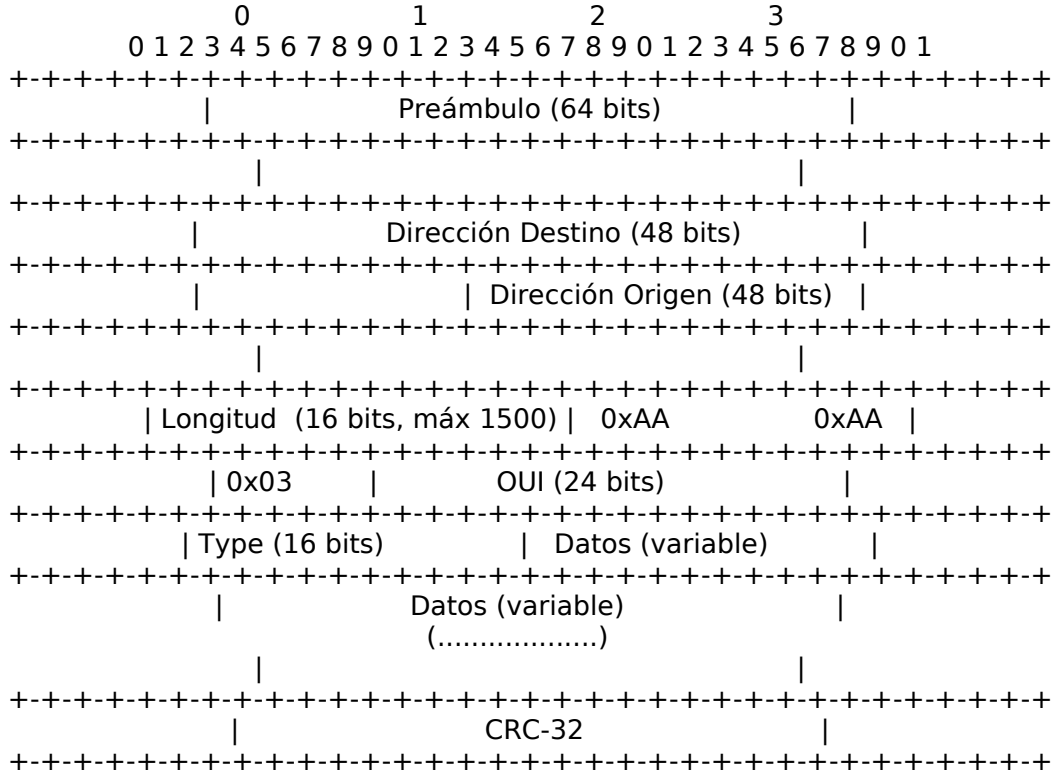 0 1 2 3
0 1 2 3 4 5 6 7 8 9 0 1 2 3 4 5 6 7 8 9 0 1 2 3 4 5 6 7 8 9 0 1
+-+-+-+-+-+-+-+-+-+-+-+-+-+-+-+-+-+-+-+-+-+-+-+-+-+-+-+-+-+-+-+-+
| Preámbulo (64 bits) |
+-+-+-+-+-+-+-+-+-+-+-+-+-+-+-+-+-+-+-+-+-+-+-+-+-+-+-+-+-+-+-+-+
| |
+-+-+-+-+-+-+-+-+-+-+-+-+-+-+-+-+-+-+-+-+-+-+-+-+-+-+-+-+-+-+-+-+
| Dirección Destino (48 bits) |
+-+-+-+-+-+-+-+-+-+-+-+-+-+-+-+-+-+-+-+-+-+-+-+-+-+-+-+-+-+-+-+-+
| | Dirección Origen (48 bits) |
+-+-+-+-+-+-+-+-+-+-+-+-+-+-+-+-+-+-+-+-+-+-+-+-+-+-+-+-+-+-+-+-+
| |
+-+-+-+-+-+-+-+-+-+-+-+-+-+-+-+-+-+-+-+-+-+-+-+-+-+-+-+-+-+-+-+-+
| Longitud (16 bits, máx 1500) | 0xAA 0xAA |
+-+-+-+-+-+-+-+-+-+-+-+-+-+-+-+-+-+-+-+-+-+-+-+-+-+-+-+-+-+-+-+-+
| 0x03 | OUI (24 bits) |
+-+-+-+-+-+-+-+-+-+-+-+-+-+-+-+-+-+-+-+-+-+-+-+-+-+-+-+-+-+-+-+-+
| Type (16 bits) | Datos (variable) |
+-+-+-+-+-+-+-+-+-+-+-+-+-+-+-+-+-+-+-+-+-+-+-+-+-+-+-+-+-+-+-+-+
| Datos (variable) |
(...................)
| |
+-+-+-+-+-+-+-+-+-+-+-+-+-+-+-+-+-+-+-+-+-+-+-+-+-+-+-+-+-+-+-+-+
| CRC-32 |
+-+-+-+-+-+-+-+-+-+-+-+-+-+-+-+-+-+-+-+-+-+-+-+-+-+-+-+-+-+-+-+-+